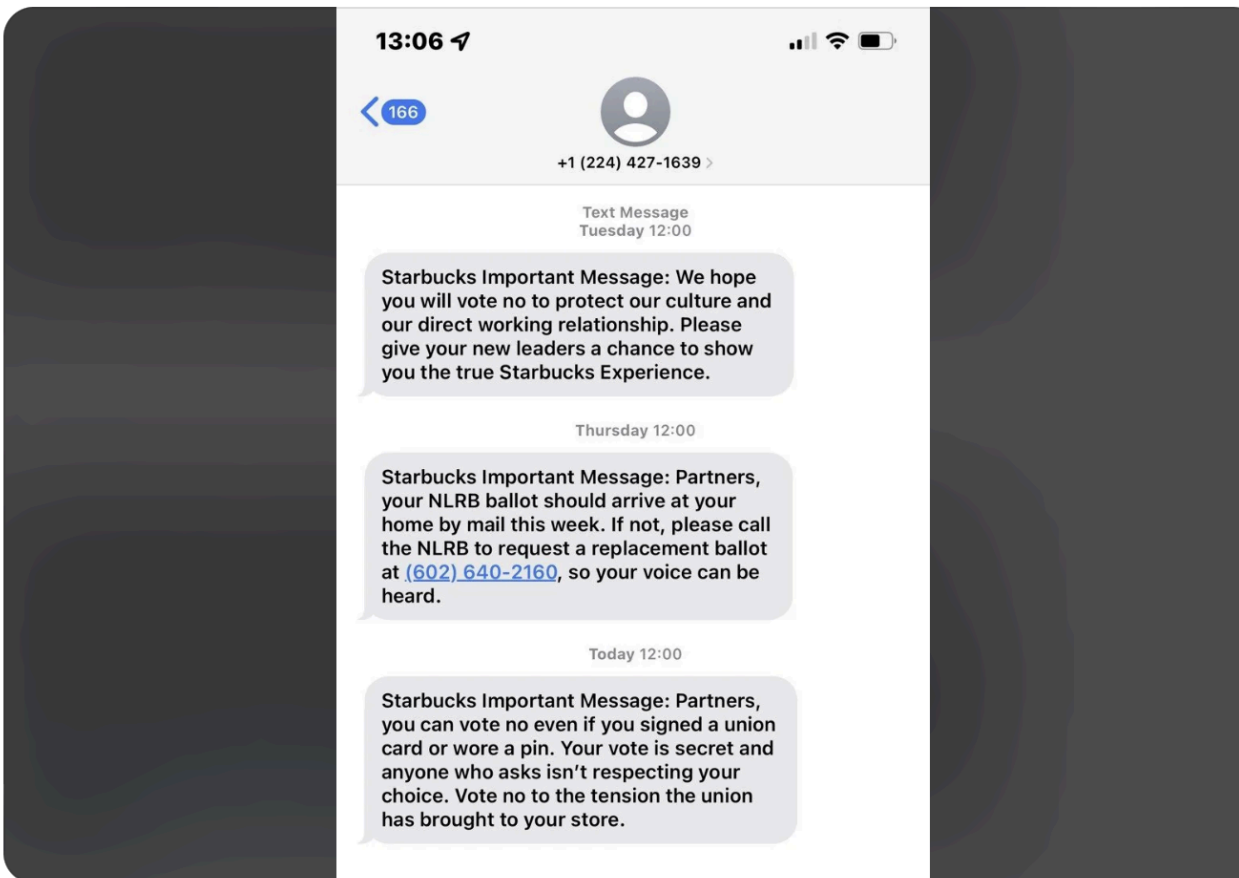 13:06
166
+1 (224) 427-1639 >
Text Message
Tuesday 12:00
Starbucks Important Message: We hope
you will vote no to protect our culture and
our direct working relationship. Please
give your new leaders a chance to show
you the true Starbucks Experience.
Thursday 12:00
Starbucks Important Message: Partners,
your NLRB ballot should arrive at your
home by mail this week. If not, please call
the NLRB to request a replacement ballot
at (602) 640-2160, so your voice can be
heard.
Today 12:00
Starbucks Important Message: Partners,
you can vote no even if you signed a union
card or wore a pin. Your vote is secret and
anyone who asks isn’t respecting your
choice. Vote no to the tension the union
has brought to your store.